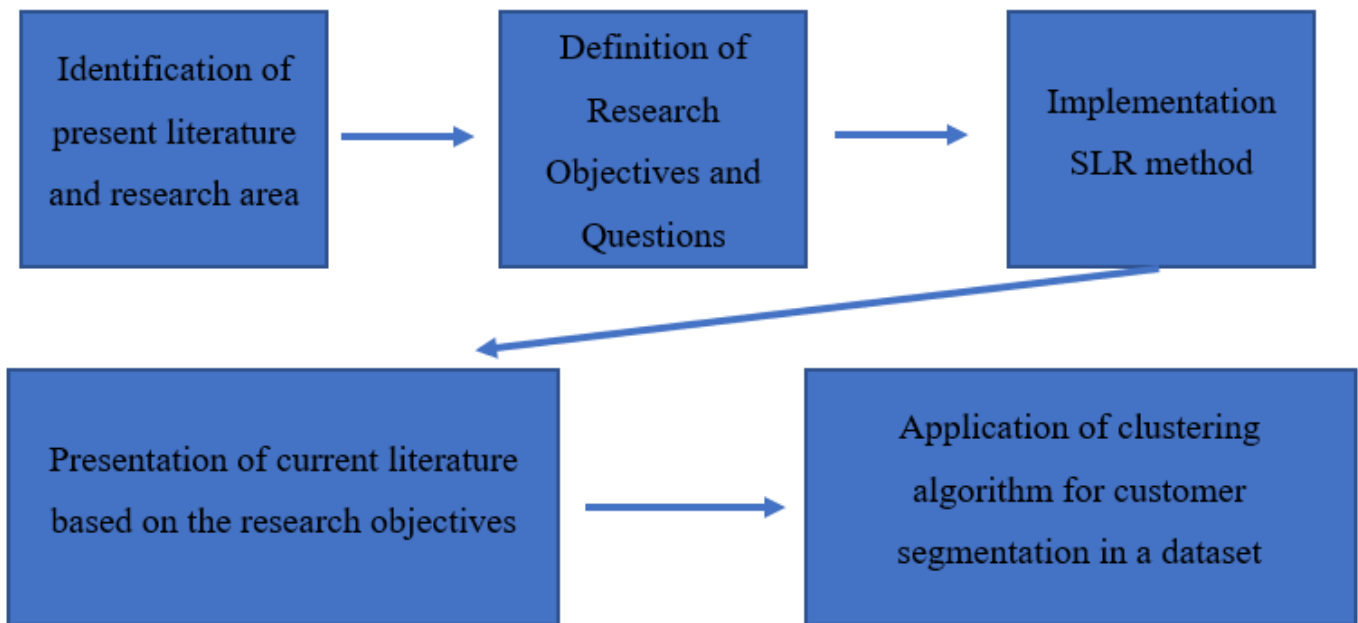 Identification of
present literature
and research area
Definition of
Research
Objectives and
Questions
Implementation
SLR method
Presentation of current literature
based on the research objectives
Application of clustering
algorithm for customer
segmentation in a dataset